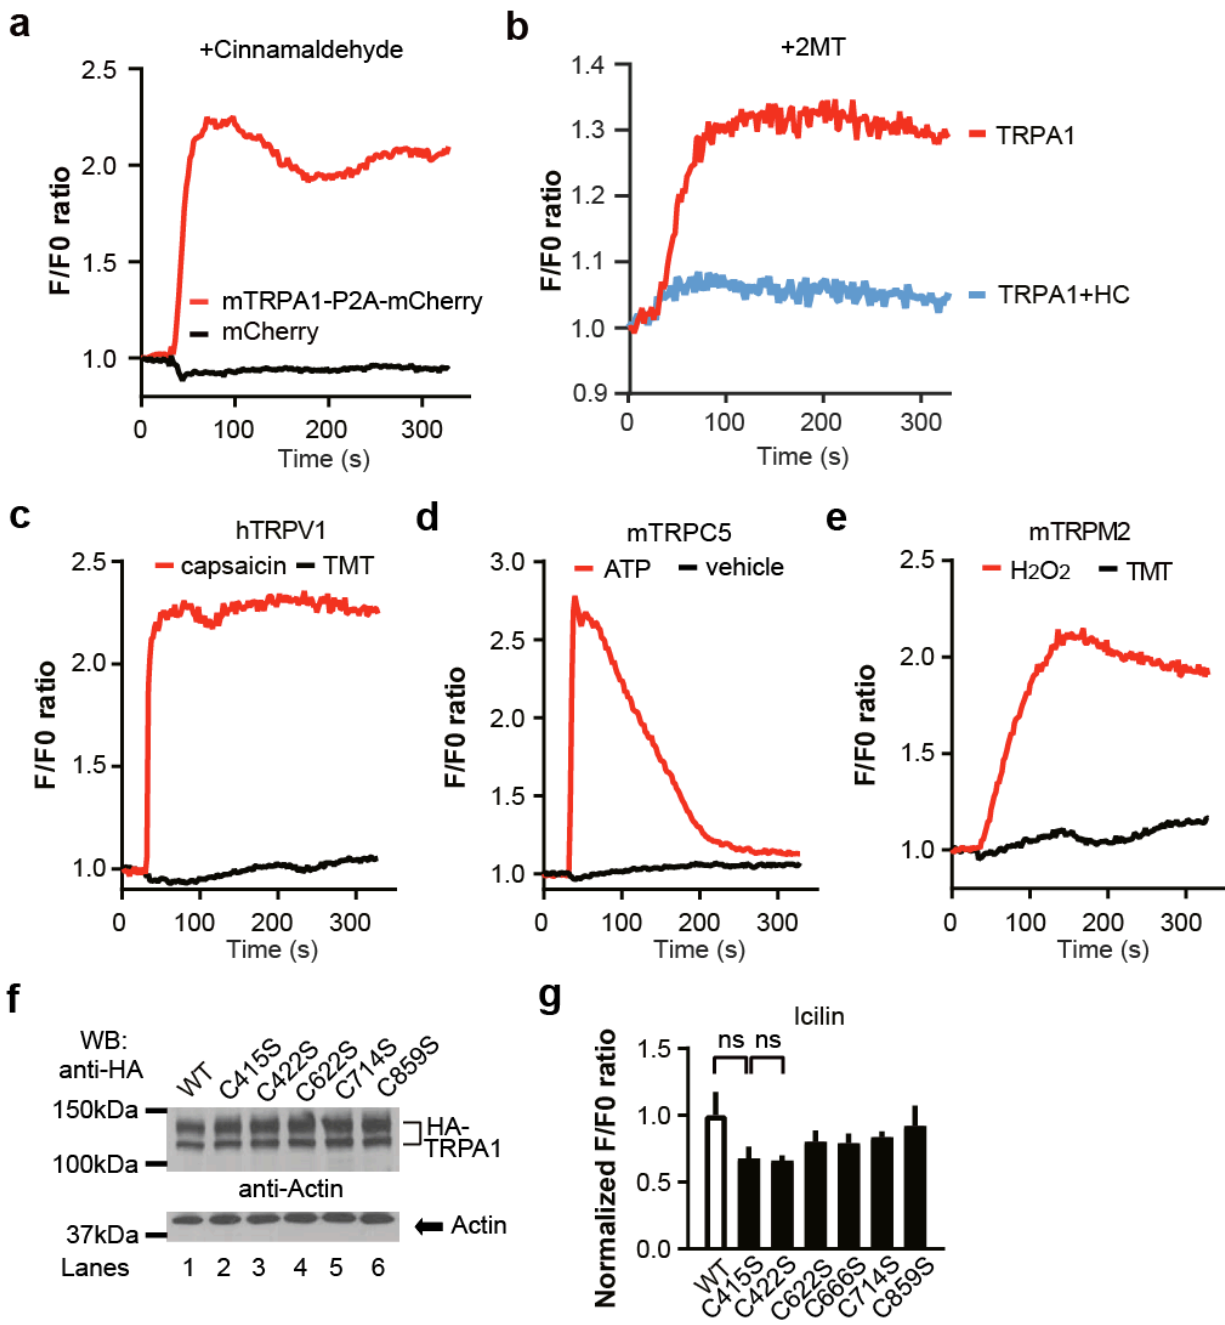 a
+Cinnamaldehyde
2.5
2.0
1.5
1.0
F/F0 ratio
mTRPA1-P2A-mCherry
mCherry
0 100 200 300
Time (s)
b
+2MT
1.4
1.3
1.2
1.1
1.0
0.9
F/F0 ratio
TRPA1
TRPA1+HC
0 100 200 300
Time (s)
c
hTRPV1
capsaicin TMT
2.5
2.0
1.5
1.0
F/F0 ratio
0 100 200 300
Time (s)
d
mTRPC5
ATP vehicle
3.0
2.5
2.0
1.5
1.0
F/F0 ratio
0 100 200 300
Time (s)
e
mTRPM2
H2O2 TMT
2.5
2.0
1.5
1.0
F/F0 ratio
0 100 200 300
Time (s)
f
WB:
anti-HA
WT C415S C422S C622S C714S C859S
150kDa
100kDa
HA-
TRPA1
anti-Actin
37kDa
Actin
Lanes 1 2 3 4 5 6
g
Icilin
ns ns
1.5
1.0
0.5
0.0
Normalized F/F0 ratio
WT C415S C422S C622S C666S C714S C859S